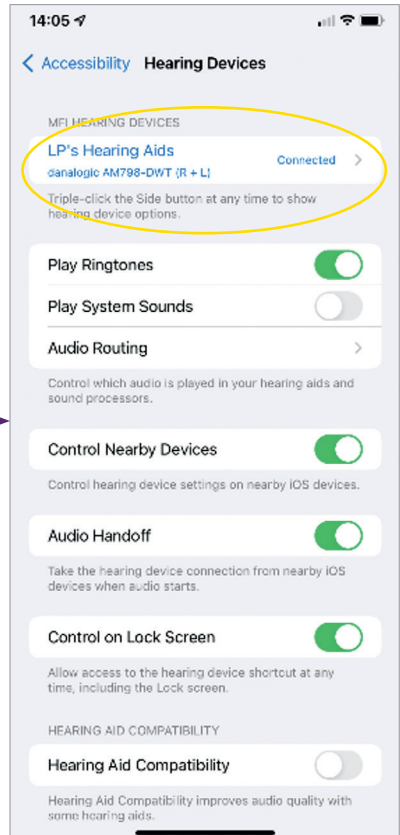 14:05
Accessibility Hearing Devices
MFI HEARING DEVICES
LP's Hearing Aids Connected
danalogic AM798-DWT (R + L)
Triple-click the Side button at any time to show
hearing device options.
Play Ringtones
Play System Sounds
Audio Routing
Control which audio is played in your hearing aids and
sound processors.
Control Nearby Devices
Control hearing device settings on nearby iOS devices.
Audio Handoff
Take the hearing device connection from nearby iOS
devices when audio starts.
Control on Lock Screen
Allow access to the hearing device shortcut at any
time, including the Lock screen.
HEARING AID COMPATIBILITY
Hearing Aid Compatibility
Hearing Aid Compatibility improves audio quality with
some hearing aids.